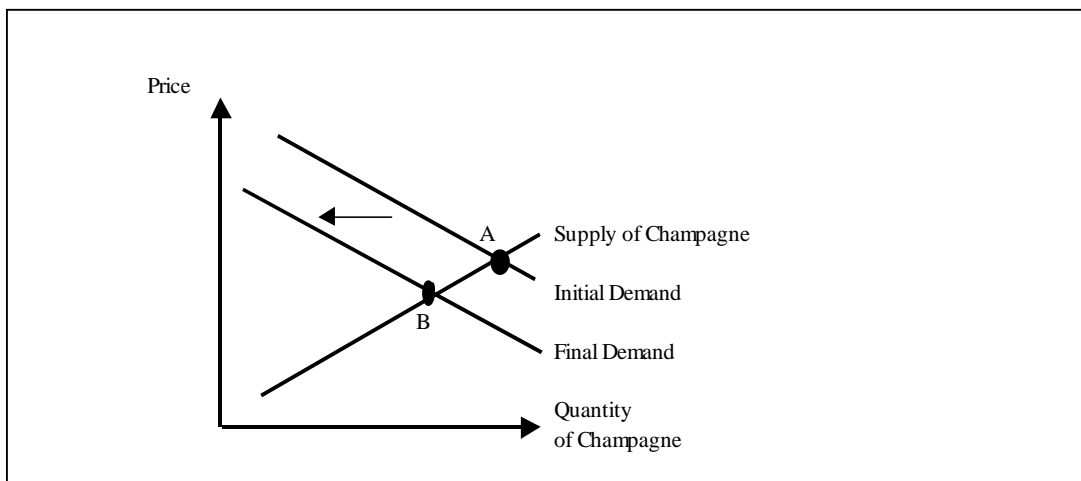 Price
A
Supply of Champagne
Initial Demand
B
Final Demand
Quantity
of Champagne